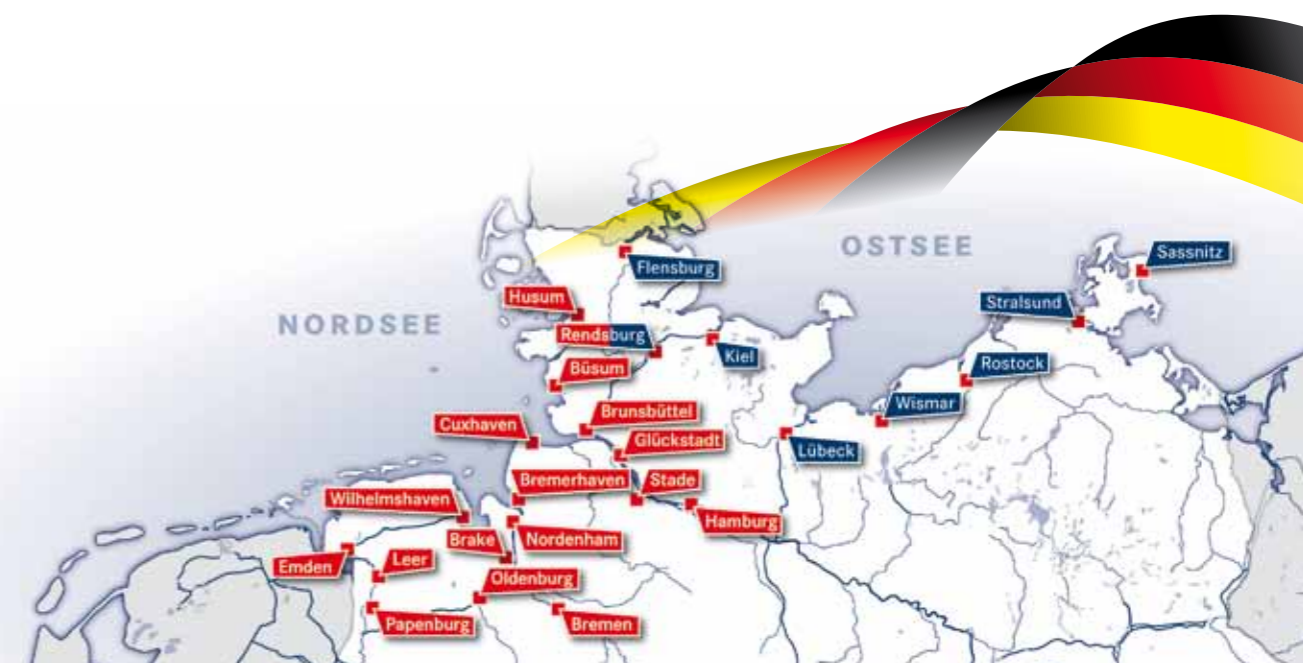 OSTSEE
Sassnitz
Flensburg
Husum
Stralsund
NORDSEE
Rendsburg
Kiel
Rostock
Büsum
Wismar
Cuxhaven
Brunsbüttel
Glückstadt
Lübeck
Wilhelmshaven
Bremerhaven
Stade
Hamburg
Brake
Nordenham
Emden
Leer
Oldenburg
Papenburg
Bremen